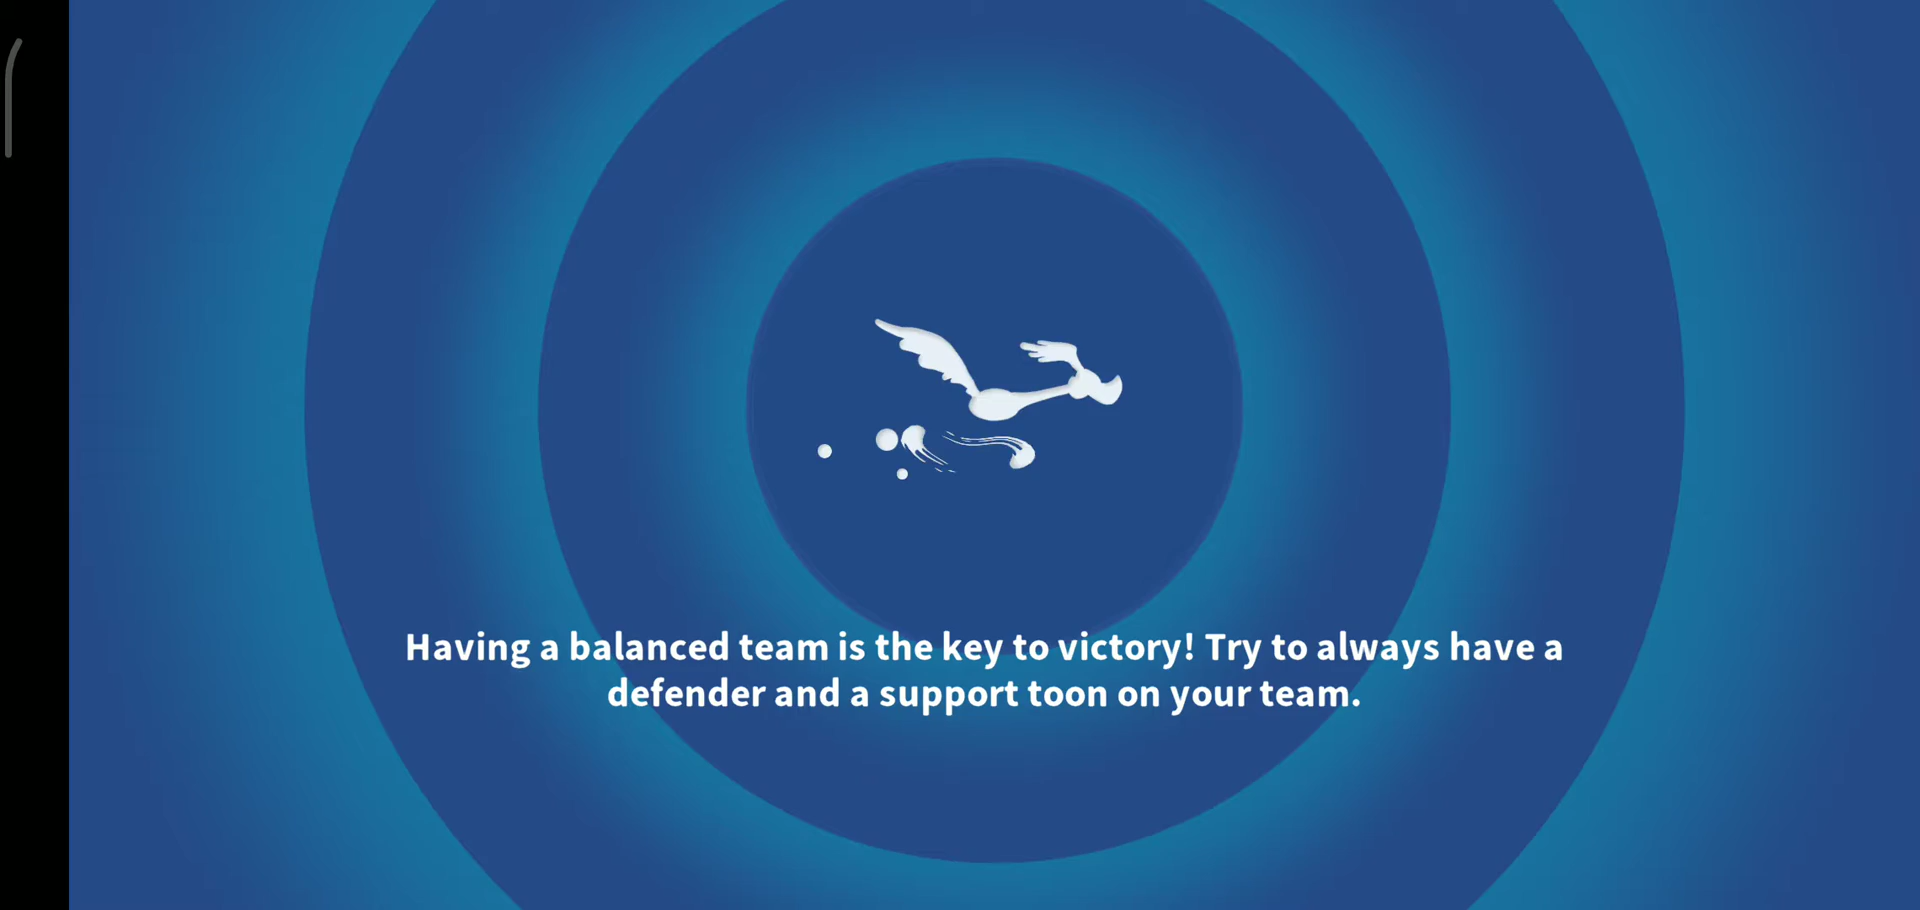 Having a balanced team is the key to victory! Try to always have a
defender and a support toon on your team.